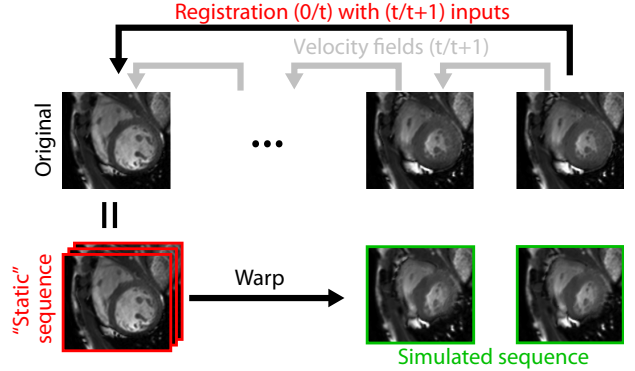 Registration (0/t) with (t/t+1) inputs
Velocity fields (t/t+1)
Original
...
"Static"
sequence
Warp
Simulated sequence